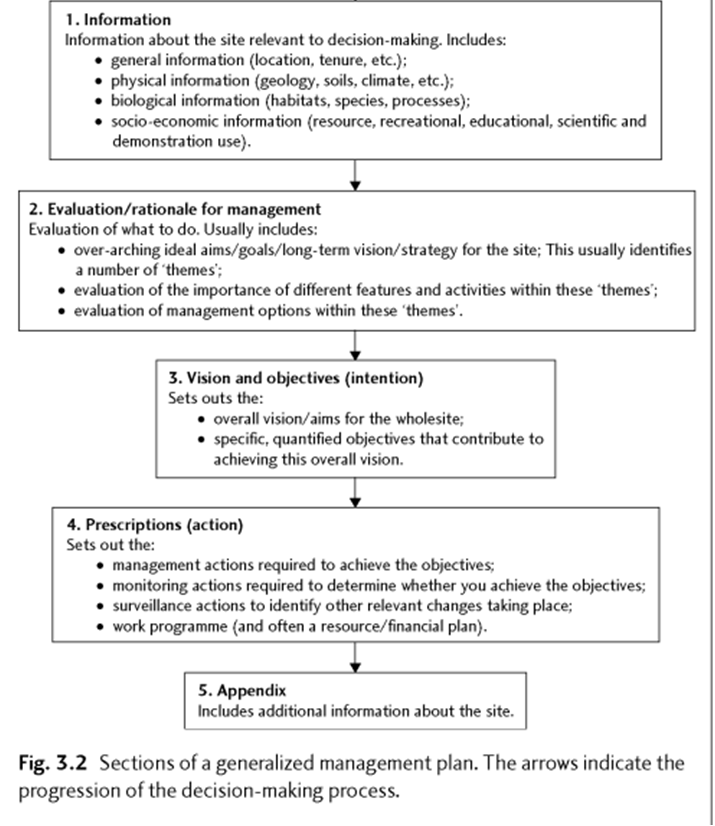 1. Information
Information about the site relevant to decision-making. Includes:
• general information (location, tenure, etc.);
• physical information (geology, soils, climate, etc.);
• biological information (habitats, species, processes);
• socio-economic information (resource, recreational, educational, scientific and
demonstration use).
2. Evaluation/rationale for management
Evaluation of what to do. Usually includes:
• over-arching ideal aims/goals/long-term vision/strategy for the site; This usually identifies
a number of 'themes';
• evaluation of the importance of different features and activities within these 'themes';
• evaluation of management options within these 'themes'.
3. Vision and objectives (intention)
Sets outs the:
• overall vision/aims for the wholesite;
• specific, quantified objectives that contribute to
achieving this overall vision.
4. Prescriptions (action)
Sets out the:
• management actions required to achieve the objectives;
• monitoring actions required to determine whether you achieve the objectives;
• surveillance actions to identify other relevant changes taking place;
• work programme (and often a resource/financial plan).
5. Appendix
Includes additional information about the site.
Fig. 3.2 Sections of a generalized management plan. The arrows indicate the
progression of the decision-making process.